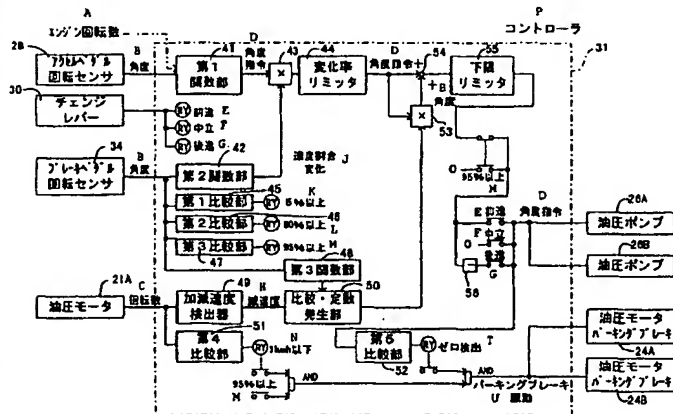 A
エンジン回転数
D
P
コントローラ
28
アクセルペダル
回転センサ
B
角度
41
第1
関数部
角度
指令
43
×
44
変化率
リミッタ
D
角度指令
+
54
+
B
角度
55
下限
リミッタ
31
30
チェンジ
レバー
RY 前進 E
RY 中立 F
RY 後進 G
53
×
34
ブレーキペダル
回転センサ
B
角度
第2関数部
42
速度割合
変化
J
第1比較部
45
RY
K
5%以上
第2比較部
46
RY
80%以上
L
第3比較部
47
RY
95%以上
M
48
第3関数部
0
95%以上
M
E 前進
F 中立
0
後進
G
56
D
角度指令
26A
油圧ポンプ
26B
油圧ポンプ
21A
油圧モータ
C
回転数
49
加減速度
検出器
H
減速度
50
比較・定数
発生部
51
第4
比較部
RY
N
1km/h以下
95%以上
M
AND
第5
比較部
52
RY
T
ゼロ検出
AND
パーキングブレーキ
U 駆動
油圧モータ
パーキングブレーキ
24A
油圧モータ
パーキングブレーキ
24B